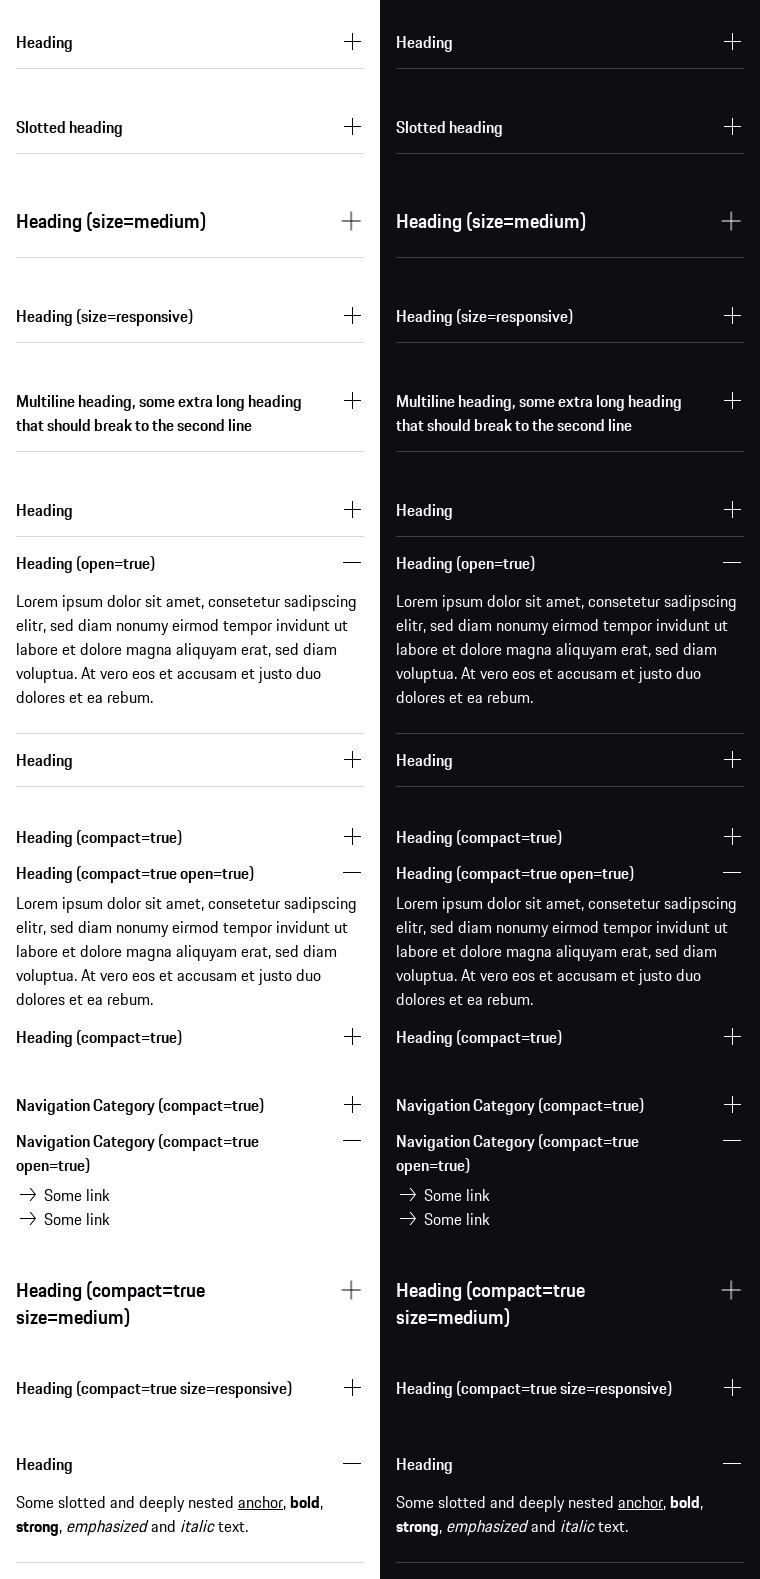 Heading
Slotted heading
Heading (size=medium)
Heading (size=responsive)
Multiline heading, some extra long heading
that should break to the second line
Heading
Heading (open=true)
Lorem ipsum dolor sit amet, consetetur sadipscing
elitr, sed diam nonumy eirmod tempor invidunt ut
labore et dolore magna aliquyam erat, sed diam
voluptua. At vero eos et accusam et justo duo
dolores et ea rebum.
Heading
Heading (compact=true)
Heading (compact=true open=true)
Lorem ipsum dolor sit amet, consetetur sadipscing
elitr, sed diam nonumy eirmod tempor invidunt ut
labore et dolore magna aliquyam erat, sed diam
voluptua. At vero eos et accusam et justo duo
dolores et ea rebum.
Heading (compact=true)
Navigation Category (compact=true)
Navigation Category (compact=true
open=true)
Some link
Some link
Heading (compact=true
size=medium)
Heading (compact=true size=responsive)
Heading
Some slotted and deeply nested anchor, bold,
strong, emphasized and italic text.
Heading
Slotted heading
Heading (size=medium)
Heading (size=responsive)
Multiline heading, some extra long heading
that should break to the second line
Heading
Heading (open=true)
Lorem ipsum dolor sit amet, consetetur sadipscing
elitr, sed diam nonumy eirmod tempor invidunt ut
labore et dolore magna aliquyam erat, sed diam
voluptua. At vero eos et accusam et justo duo
dolores et ea rebum.
Heading
Heading (compact=true)
Heading (compact=true open=true)
Lorem ipsum dolor sit amet, consetetur sadipscing
elitr, sed diam nonumy eirmod tempor invidunt ut
labore et dolore magna aliquyam erat, sed diam
voluptua. At vero eos et accusam et justo duo
dolores et ea rebum.
Heading (compact=true)
Navigation Category (compact=true)
Navigation Category (compact=true
open=true)
Some link
Some link
Heading (compact=true
size=medium)
Heading (compact=true size=responsive)
Heading
Some slotted and deeply nested anchor, bold,
strong, emphasized and italic text.